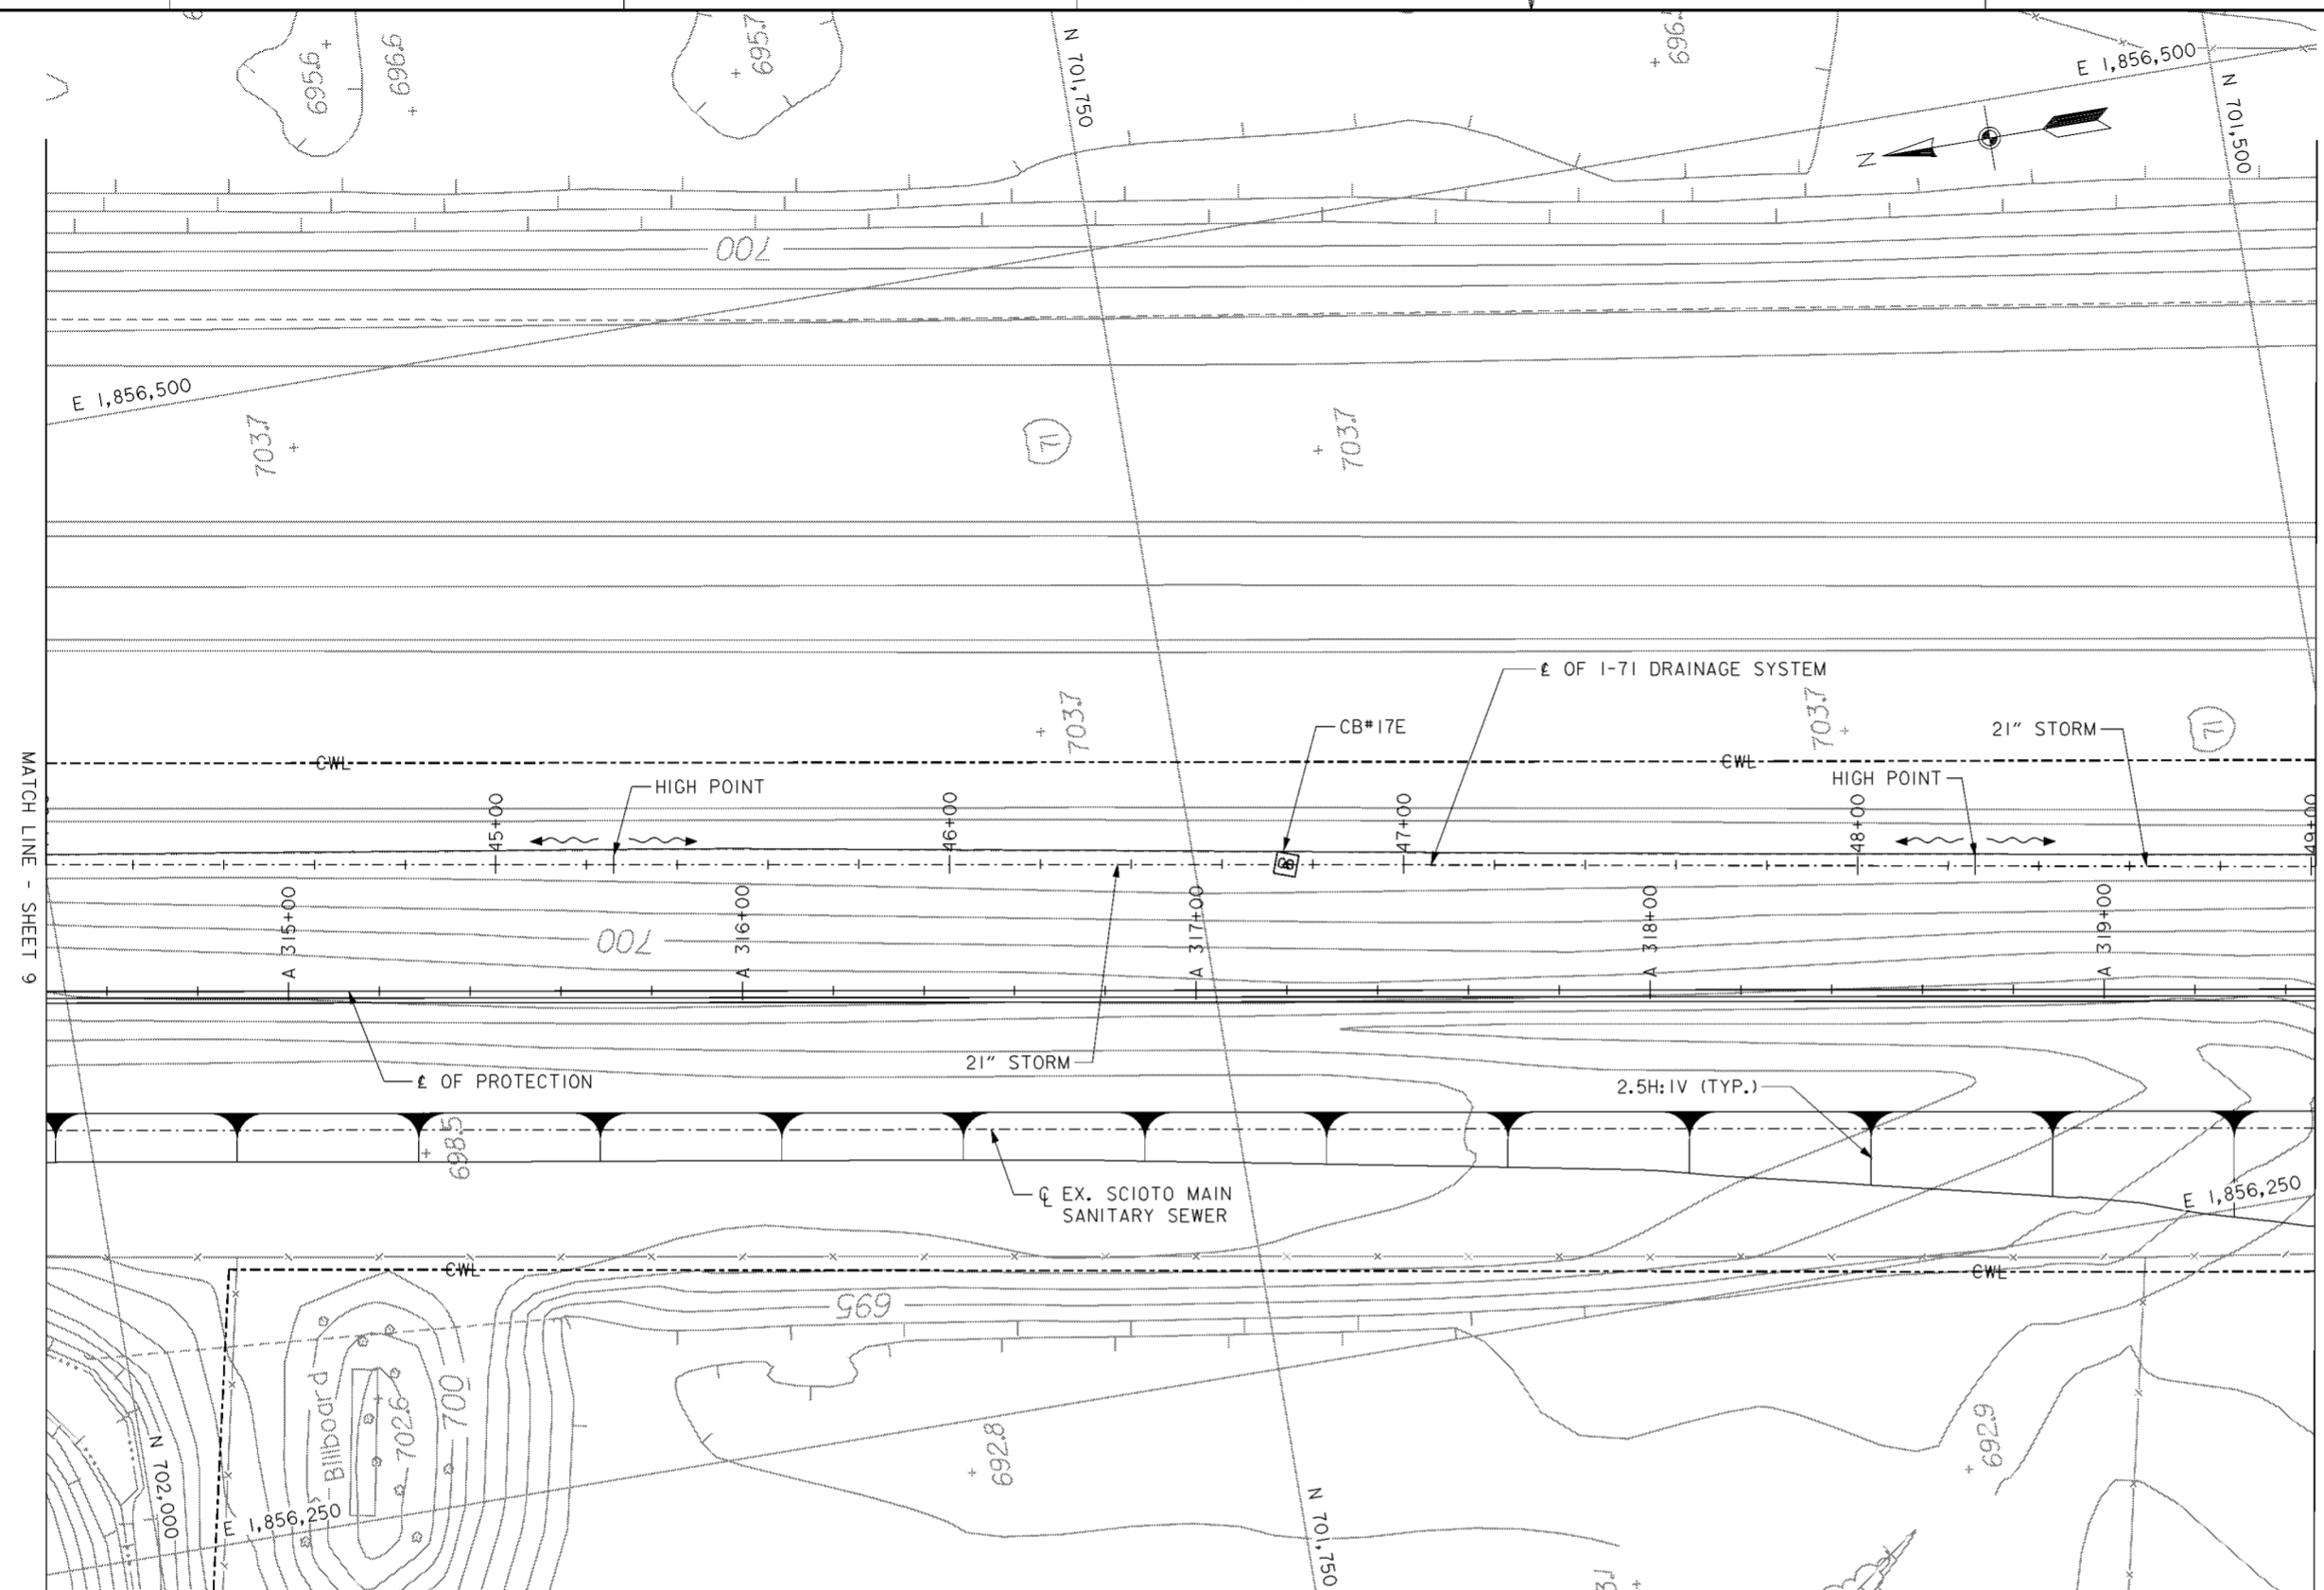 695.6
696.6
695.7
N 701,750
696.
E 1,856,500
N 701,500
N
700
E 1,856,500
703.7
71
703.7
℄ OF I-71 DRAINAGE SYSTEM
703.7
CB#17E
703.7
21" STORM
71
CWL
CWL
HIGH POINT
HIGH POINT
MATCH LINE - SHEET 9
45+00
46+00
47+00
48+00
49+00
A 315+00
A 316+00
A 317+00
A 318+00
A 319+00
700
21" STORM
℄ OF PROTECTION
2.5H:1V (TYP.)
698.5
℄ EX. SCIOTO MAIN
SANITARY SEWER
E 1,856,250
CWL
CWL
695
Billboard
702.6
700
692.8
692.9
N 702,000
E 1,856,250
N 701,750